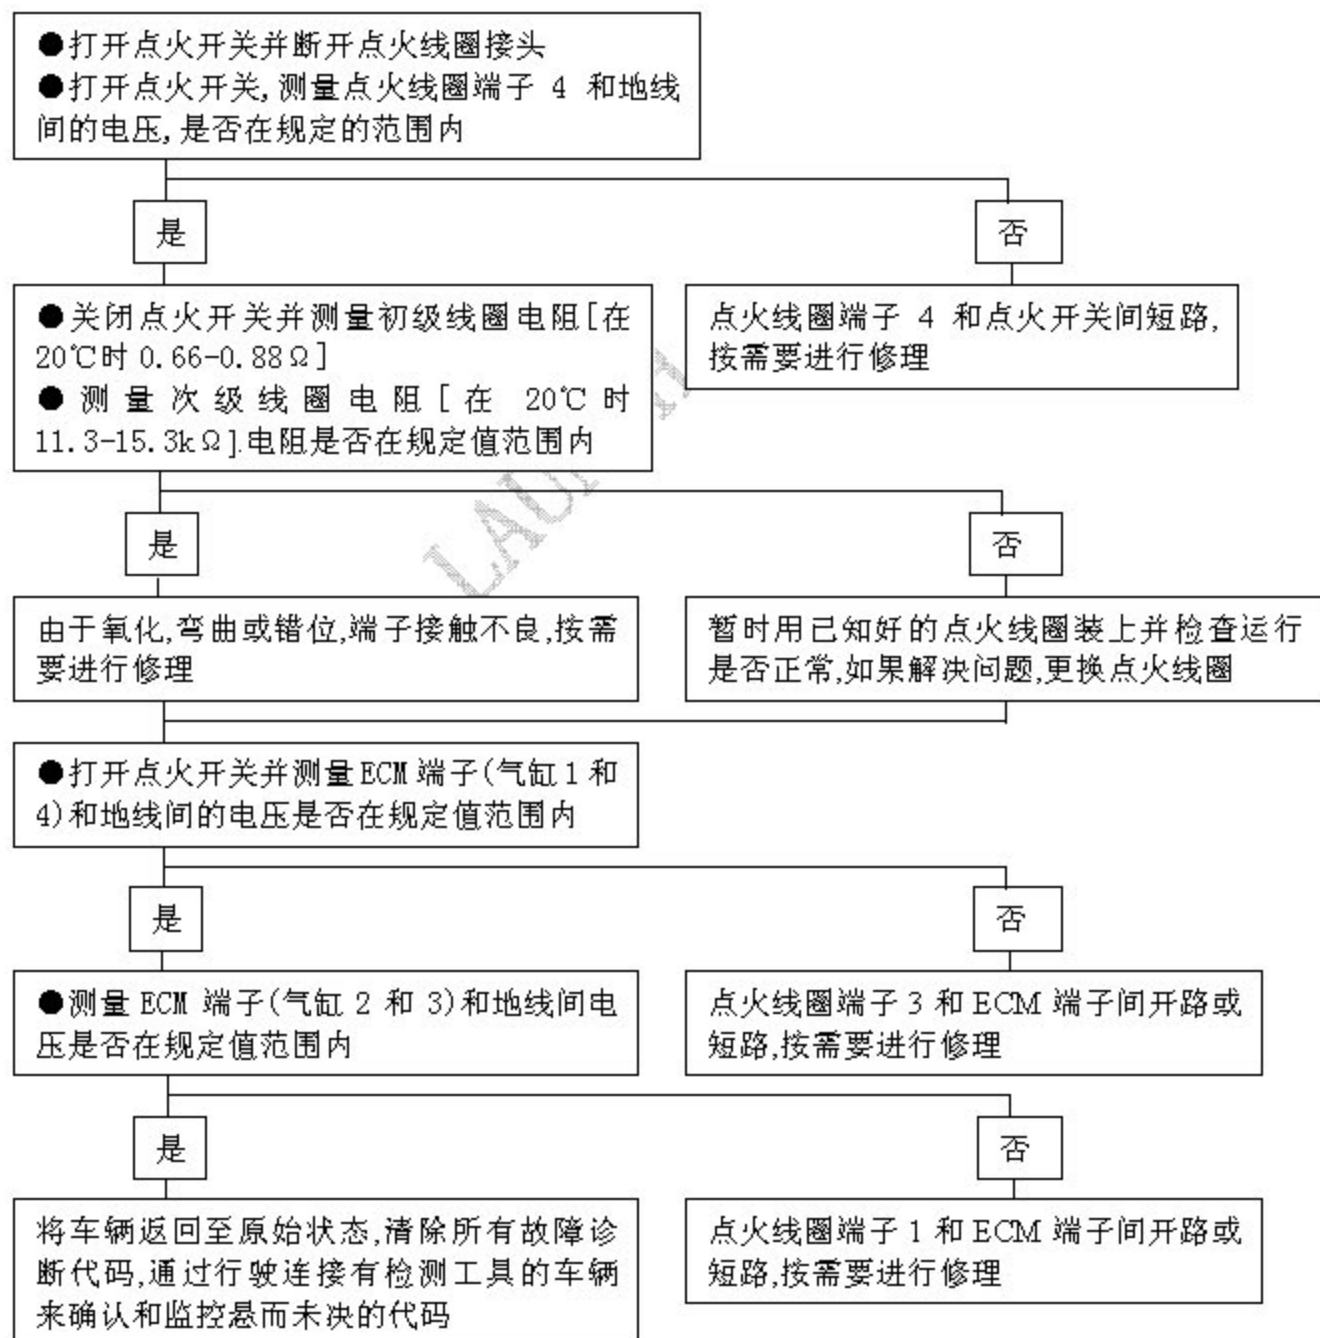 ●打开点火开关并断开点火线圈接头
●打开点火开关,测量点火线圈端子 4 和地线
间的电压,是否在规定的范围内
是
否
●关闭点火开关并测量初级线圈电阻[在
20℃时 0.66-0.88Ω]
●测量次级线圈电阻[在 20℃时
11.3-15.3kΩ].电阻是否在规定值范围内
点火线圈端子 4 和点火开关间短路,
按需要进行修理
是
否
由于氧化,弯曲或错位,端子接触不良,按需
要进行修理
暂时用已知好的点火线圈装上并检查运行
是否正常,如果解决问题,更换点火线圈
●打开点火开关并测量ECM端子(气缸1和
4)和地线间的电压是否在规定值范围内
是
否
●测量 ECM 端子(气缸 2 和 3)和地线间电
压是否在规定值范围内
点火线圈端子 3 和 ECM 端子间开路或
短路,按需要进行修理
是
否
将车辆返回至原始状态,清除所有故障诊
断代码,通过行驶连接有检测工具的车辆
来确认和监控悬而未决的代码
点火线圈端子 1 和 ECM 端子间开路或
短路,按需要进行修理